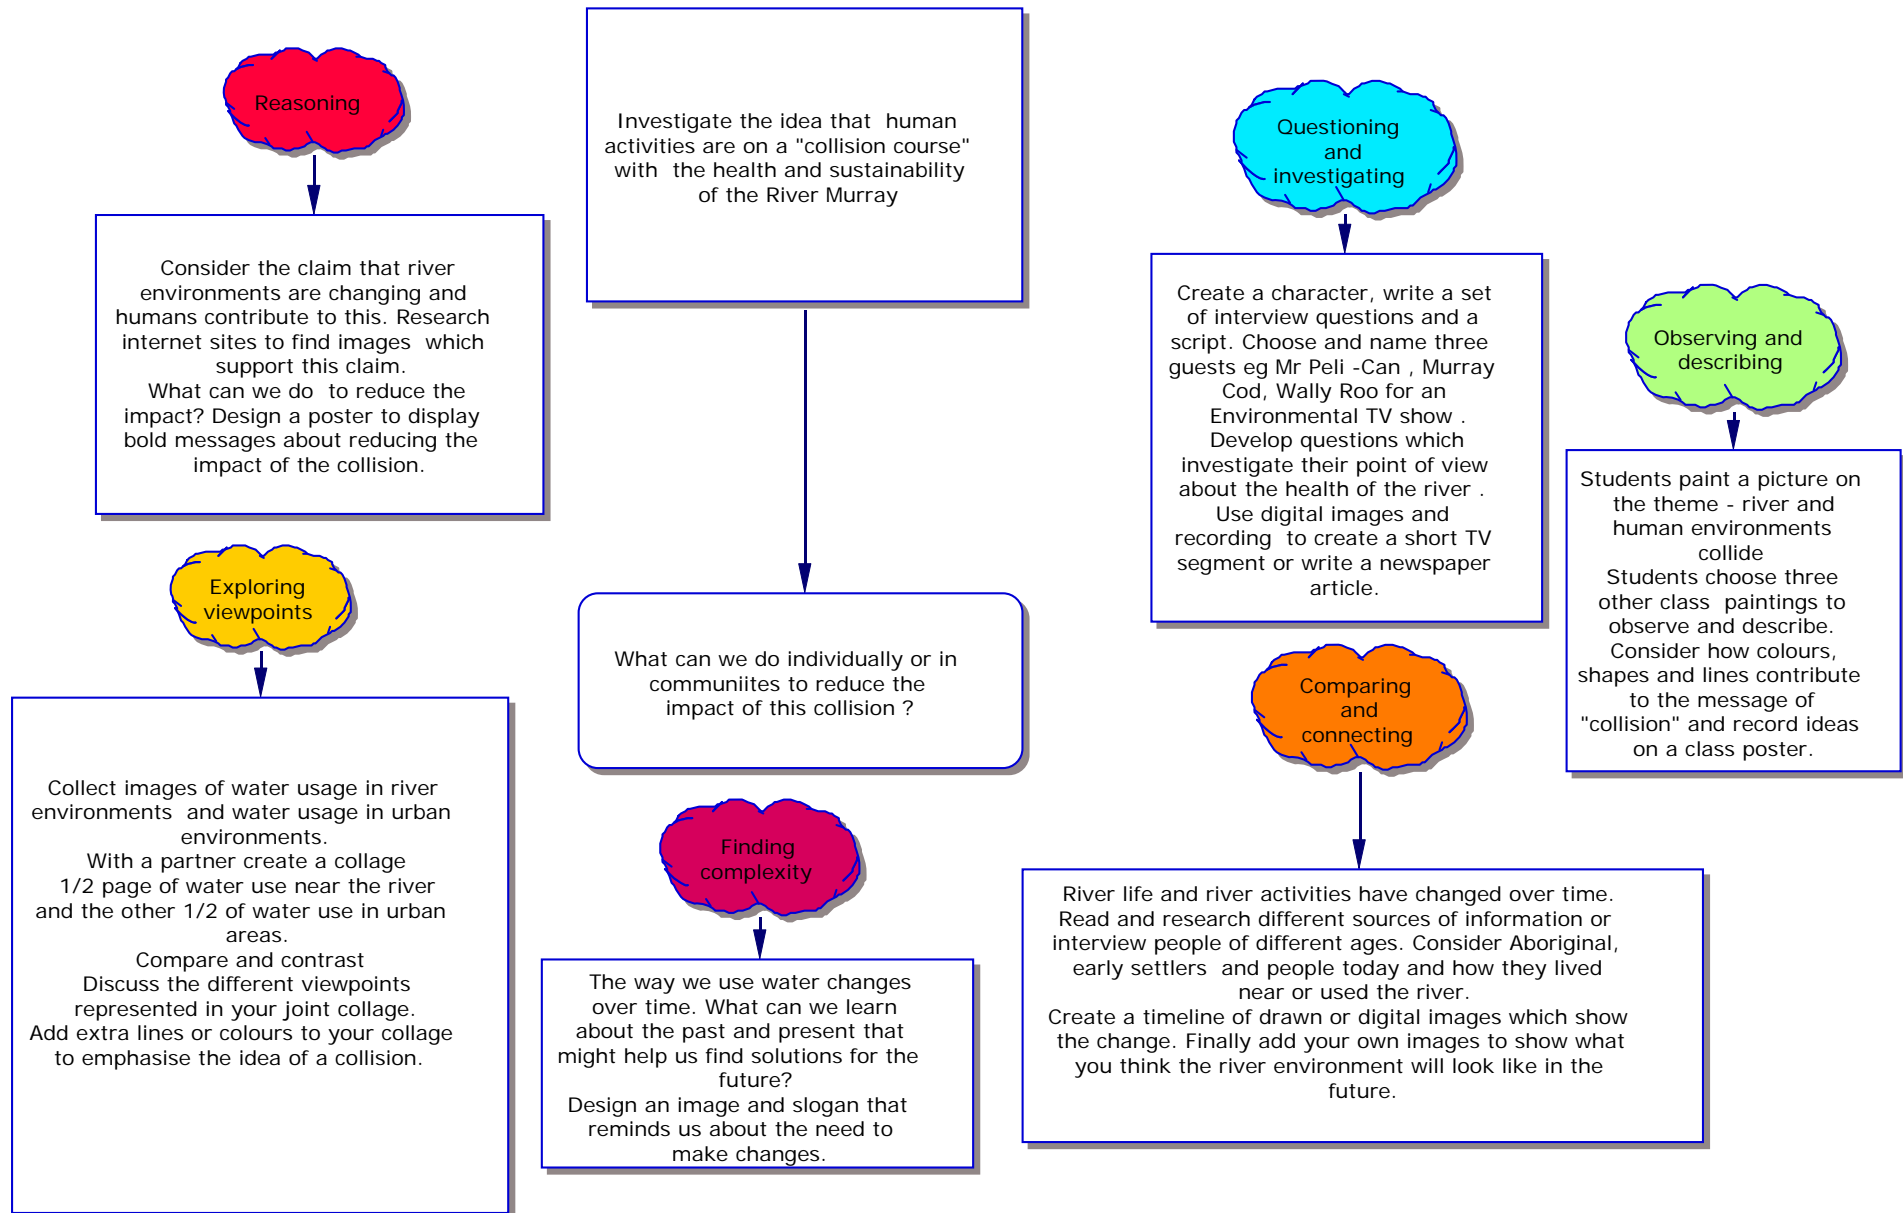 Reasoning
Consider the claim that river
environments are changing and
humans contribute to this. Research
internet sites to find images which
support this claim.
What can we do to reduce the
impact? Design a poster to display
bold messages about reducing the
impact of the collision.
Exploring
viewpoints
Collect images of water usage in river
environments and water usage in urban
environments.
With a partner create a collage
1/2 page of water use near the river
and the other 1/2 of water use in urban
areas.
Compare and contrast
Discuss the different viewpoints
represented in your joint collage.
Add extra lines or colours to your collage
to emphasise the idea of a collision.
Investigate the idea that human
activities are on a "collision course"
with the health and sustainability
of the River Murray
What can we do individually or in
communiites to reduce the
impact of this collision ?
Finding
complexity
The way we use water changes
over time. What can we learn
about the past and present that
might help us find solutions for the
future?
Design an image and slogan that
reminds us about the need to
make changes.
Questioning
and
investigating
Create a character, write a set
of interview questions and a
script. Choose and name three
guests eg Mr Peli -Can , Murray
Cod, Wally Roo for an
Environmental TV show .
Develop questions which
investigate their point of view
about the health of the river .
Use digital images and
recording to create a short TV
segment or write a newspaper
article.
Comparing
and
connecting
River life and river activities have changed over time.
Read and research different sources of information or
interview people of different ages. Consider Aboriginal,
early settlers and people today and how they lived
near or used the river.
Create a timeline of drawn or digital images which show
the change. Finally add your own images to show what
you think the river environment will look like in the
future.
Observing and
describing
Students paint a picture on
the theme - river and
human environments
collide
Students choose three
other class paintings to
observe and describe.
Consider how colours,
shapes and lines contribute
to the message of
"collision" and record ideas
on a class poster.